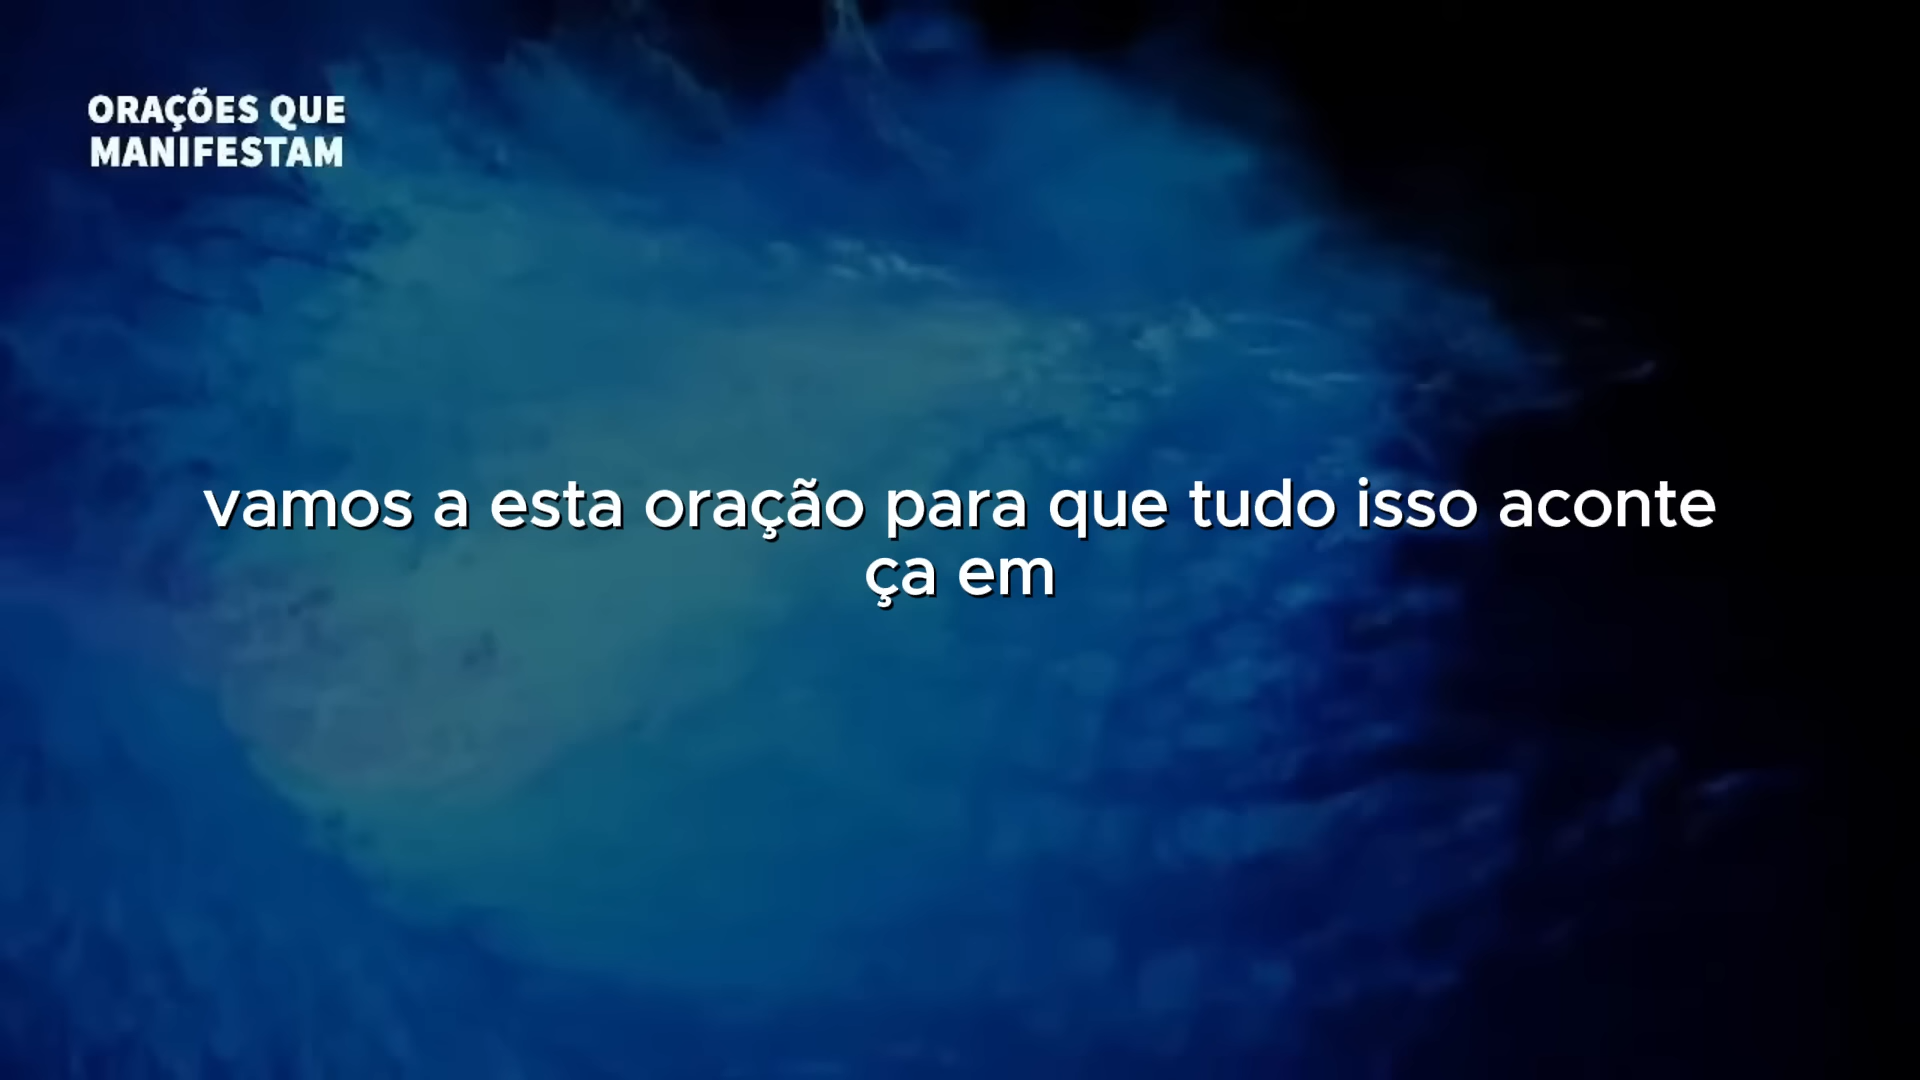 ORAÇÕES QUE
MANIFESTAM
vamos a esta oração para que tudo isso aconte
ça em